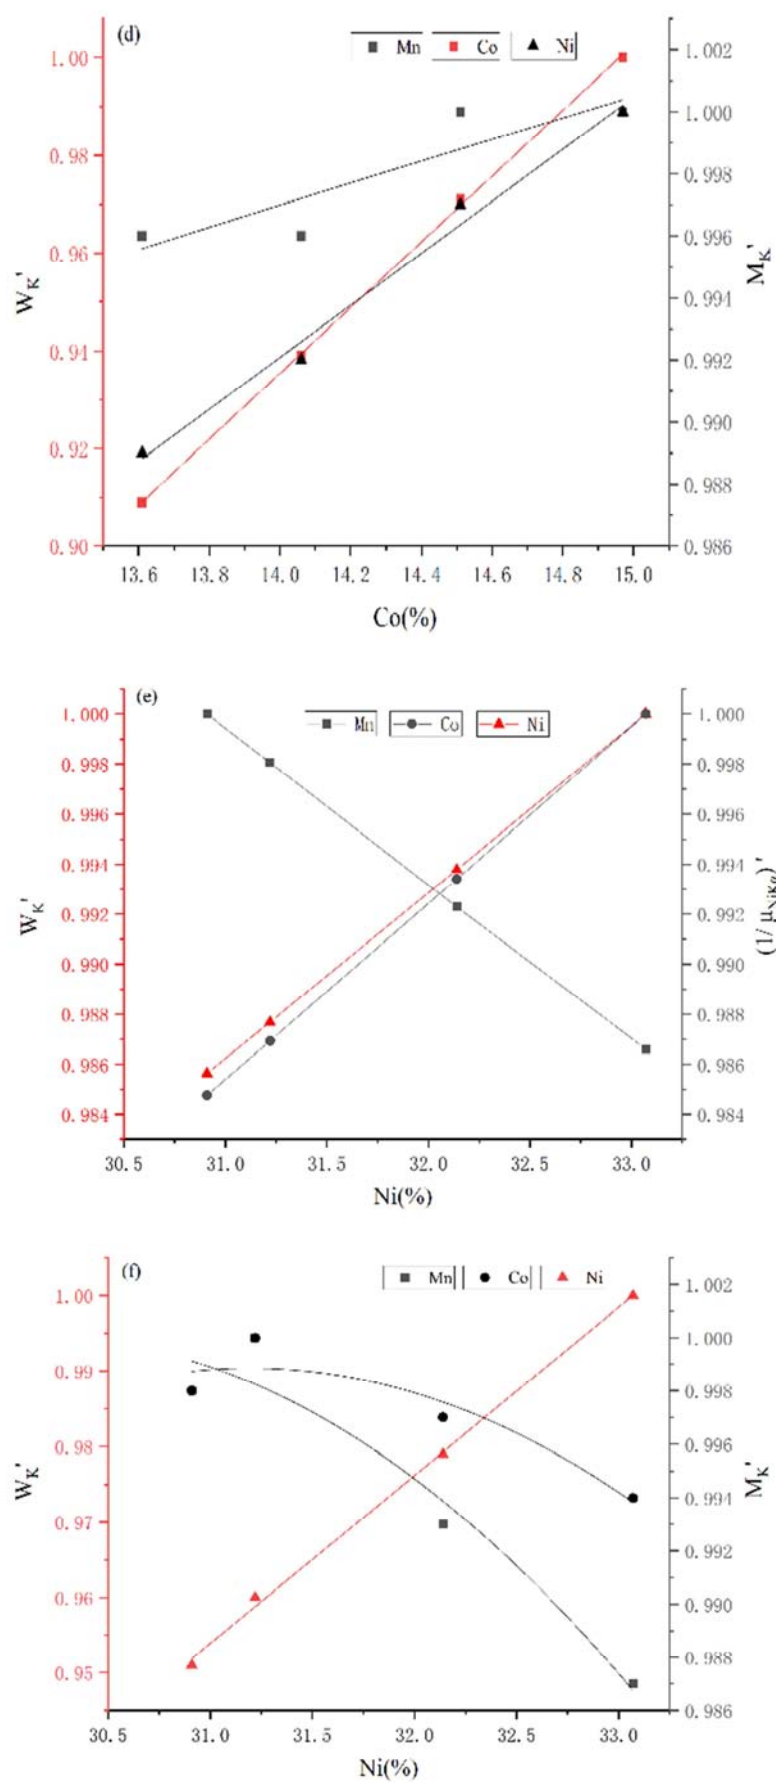 (d)
Mn Co Ni
1.00
0.98
0.96
0.94
0.92
0.90
W_K'
1.002
1.000
0.998
0.996
0.994
0.992
0.990
0.988
0.986
M_K'
13.6 13.8 14.0 14.2 14.4 14.6 14.8 15.0
Co(%)
(e)
Mn Co Ni
1.000
0.998
0.996
0.994
0.992
0.990
0.988
0.986
0.984
W_K'
1.000
0.998
0.996
0.994
0.992
0.990
0.988
0.986
0.984
(1/ μ_NiKα)'
30.5 31.0 31.5 32.0 32.5 33.0
Ni(%)
(f)
Mn Co Ni
1.00
0.99
0.98
0.97
0.96
0.95
W_K'
1.002
1.000
0.998
0.996
0.994
0.992
0.990
0.988
0.986
M_K'
30.5 31.0 31.5 32.0 32.5 33.0
Ni(%)